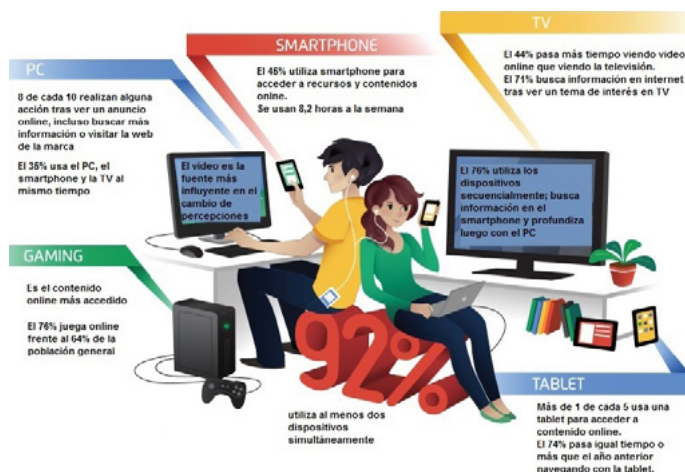 PC
8 de cada 10 realizan alguna
acción tras ver un anuncio
online, incluso buscar más
información o visitar la web
de la marca
El 35% usa el PC, el
smartphone y la TV al
mismo tiempo
SMARTPHONE
El 45% utiliza smartphone para
acceder a recursos y contenidos
online.
Se usan 8,2 horas a la semana
TV
El 44% pasa más tiempo viendo video
online que viendo la televisión.
El 71% busca información en internet
tras ver un tema de interés en TV
El vídeo es la
fuente más
influyente en el
cambio de
percepciones
El 76% utiliza los
dispositivos
secuencialmente; busca
información en el
smartphone y profundiza
luego con el PC
GAMING
Es el contenido
online más accedido
El 76% juega online
frente al 64% de la
población general
92%
utiliza al menos dos
dispositivos
simultáneamente
TABLET
Más de 1 de cada 5 usa una
tablet para acceder a
contenido online.
El 74% pasa igual tiempo o
más que el año anterior
navegando con la tablet.